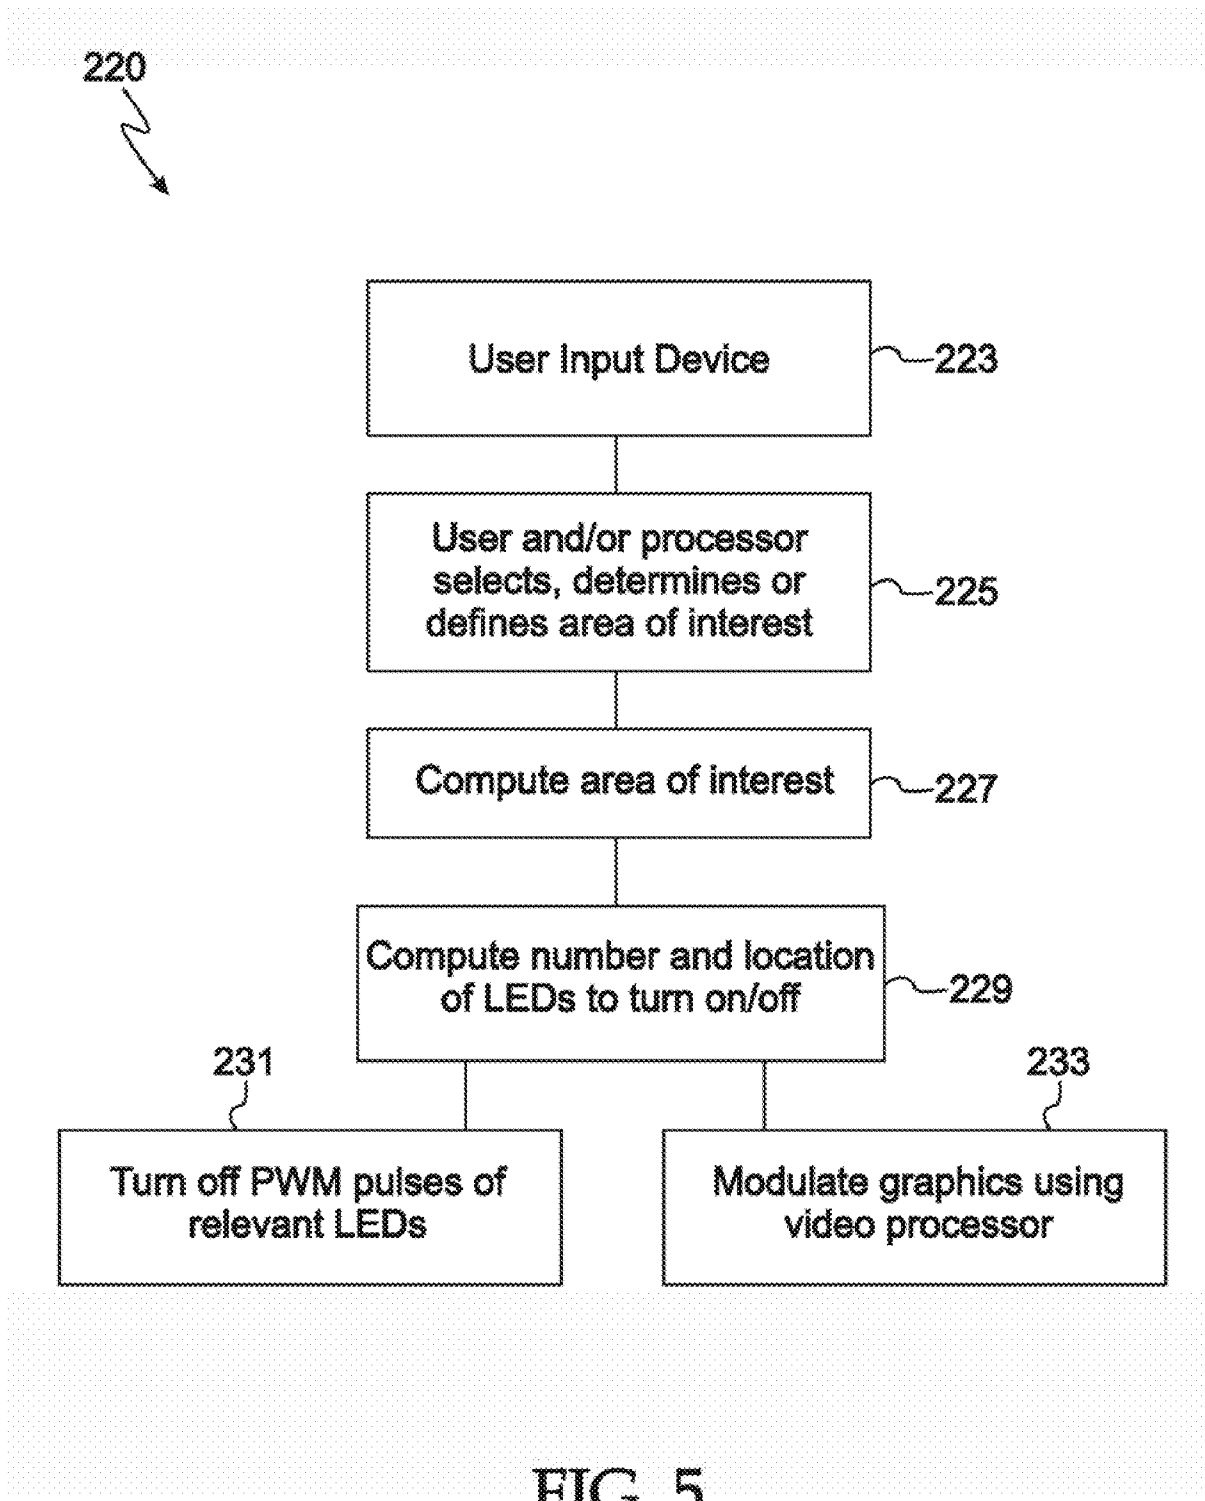 220
User Input Device
223
User and/or processor
selects, determines or
defines area of interest
225
Compute area of interest
227
Compute number and location
of LEDs to turn on/off
229
231
233
Turn off PWM pulses of
relevant LEDs
Modulate graphics using
video processor
FIG. 5